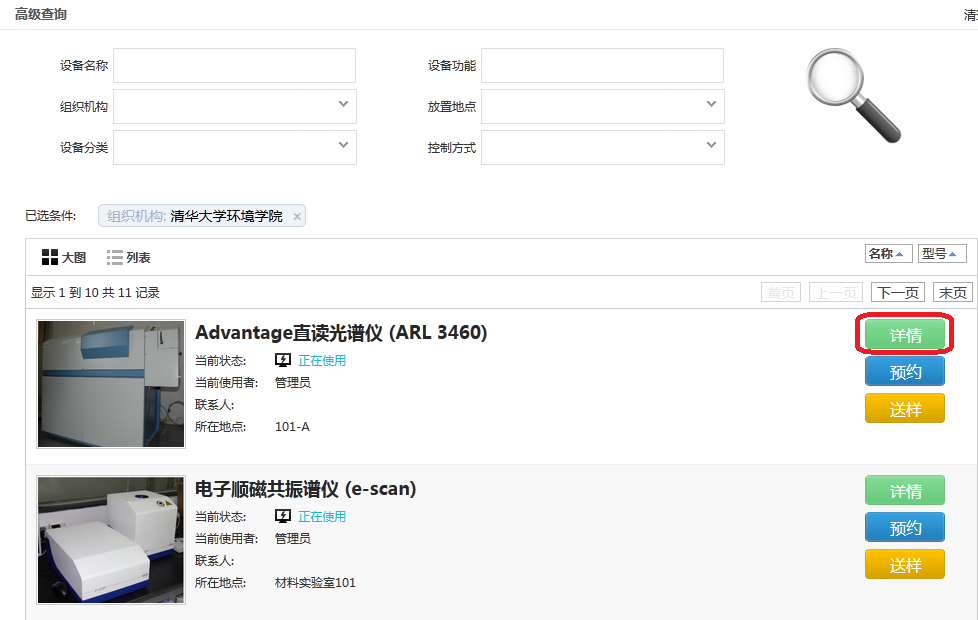 高级查询
设备名称
设备功能
组织机构
放置地点
设备分类
控制方式
已选条件: 组织机构: 清华大学环境学院 ×
大图 列表 名称 型号
显示 1 到 10 共 11 记录 首页 上一页 下一页 末页
Advantage直读光谱仪 (ARL 3460)
当前状态: 正在使用
当前使用者: 管理员
联系人:
所在地点: 101-A
详情
预约
送样
电子顺磁共振谱仪 (e-scan)
当前状态: 正在使用
当前使用者: 管理员
联系人:
所在地点: 材料实验室101
详情
预约
送样